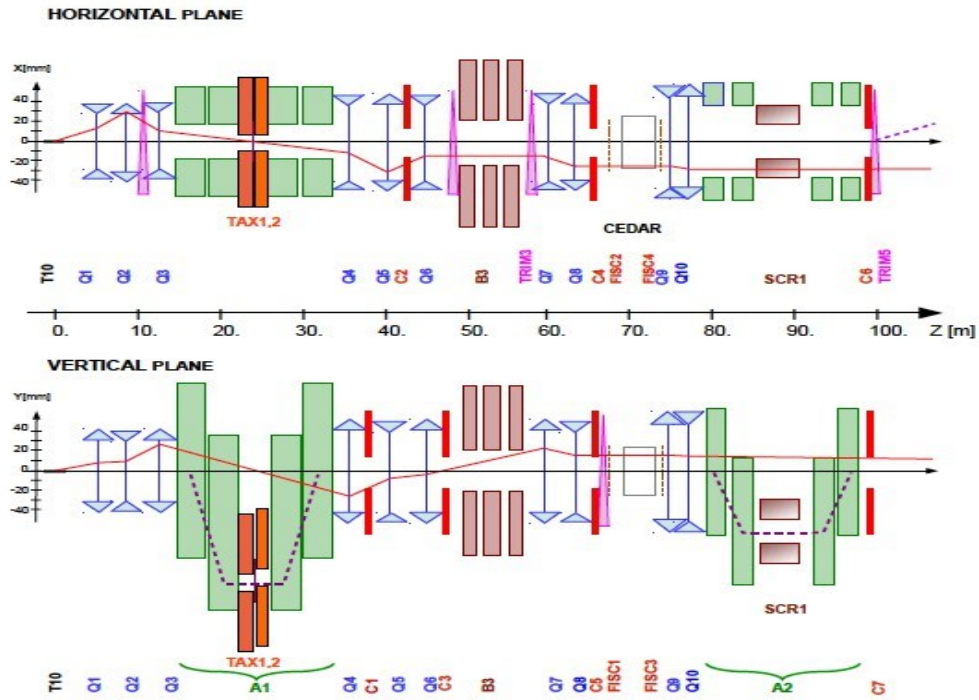 HORIZONTAL PLANE
X[mm]
40
20
0
-20
-40
TAX1,2
CEDAR
T10 Q1 Q2 Q3 Q4 Q5 C2 Q6 B3 TRIM3 Q7 Q8 C4 FISC2 FISC4 Q9 Q10 SCR1 C6 TRIM5
0. 10. 20. 30. 40. 50. 60. 70. 80. 90. 100. Z [m]
VERTICAL PLANE
Y[mm]
40
20
0
-20
-40
SCR1
TAX1,2
T10 Q1 Q2 Q3 A1 Q4 C1 Q5 Q6 C3 B3 Q7 Q8 C5 FISC1 FISC3 Q9 Q10 A2 C7